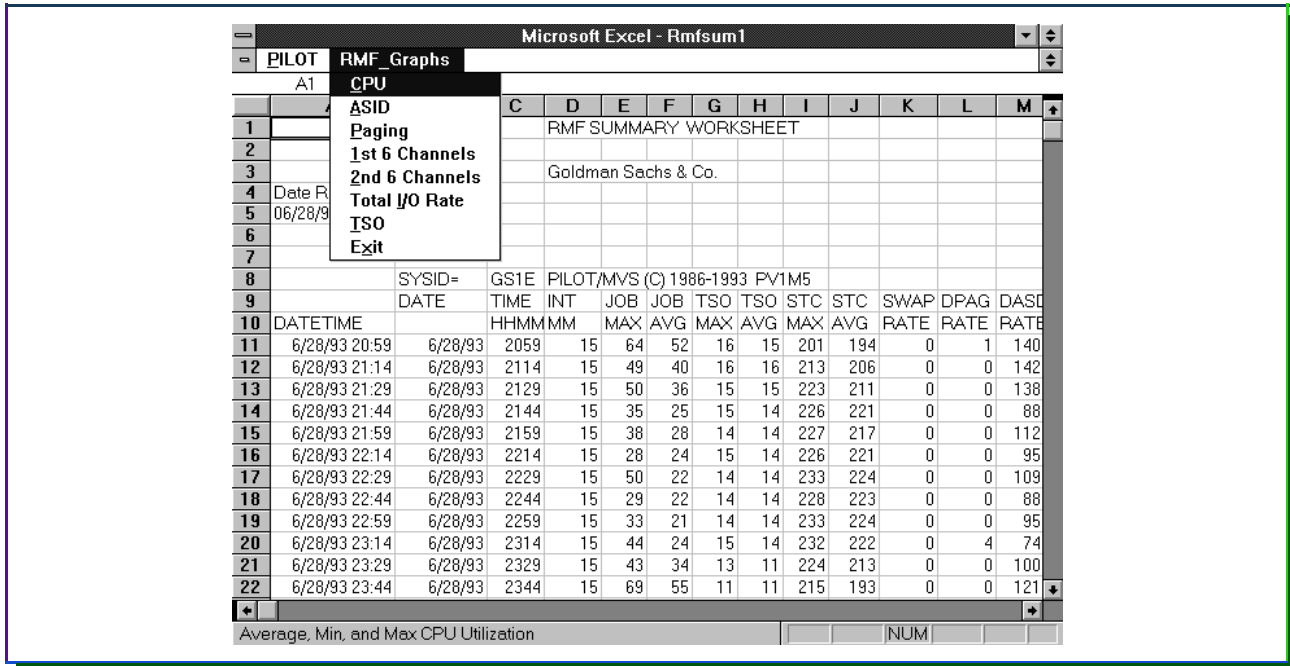 Microsoft Excel - Rmfsum1
PILOT RMF_Graphs
A1
CPU
ASID
Paging
1st 6 Channels
2nd 6 Channels
Total I/O Rate
TSO
Exit
C D E F G H I J K L M
1 RMF SUMMARY WORKSHEET
2
3 Goldman Sachs & Co.
4 Date R
5 06/28/9
6
7
8 SYSID= GS1E PILOT/MVS (C) 1986-1993 PV1M5
9 DATE TIME INT JOB JOB TSO TSO STC STC SWAP DPAG DASD
10 DATETIME HHMM MM MAX AVG MAX AVG MAX AVG RATE RATE RATE
11 6/28/93 20:59 6/28/93 2059 15 64 52 16 15 201 194 0 1 140
12 6/28/93 21:14 6/28/93 2114 15 49 40 16 16 213 206 0 0 142
13 6/28/93 21:29 6/28/93 2129 15 50 36 15 15 223 211 0 0 138
14 6/28/93 21:44 6/28/93 2144 15 35 25 15 14 226 221 0 0 88
15 6/28/93 21:59 6/28/93 2159 15 38 28 14 14 227 217 0 0 112
16 6/28/93 22:14 6/28/93 2214 15 28 24 15 14 226 221 0 0 95
17 6/28/93 22:29 6/28/93 2229 15 50 22 14 14 233 224 0 0 109
18 6/28/93 22:44 6/28/93 2244 15 29 22 14 14 228 223 0 0 88
19 6/28/93 22:59 6/28/93 2259 15 33 21 14 14 233 224 0 0 95
20 6/28/93 23:14 6/28/93 2314 15 44 24 15 14 232 222 0 4 74
21 6/28/93 23:29 6/28/93 2329 15 43 34 13 11 224 213 0 0 100
22 6/28/93 23:44 6/28/93 2344 15 69 55 11 11 215 193 0 0 121
Average, Min, and Max CPU Utilization NUM